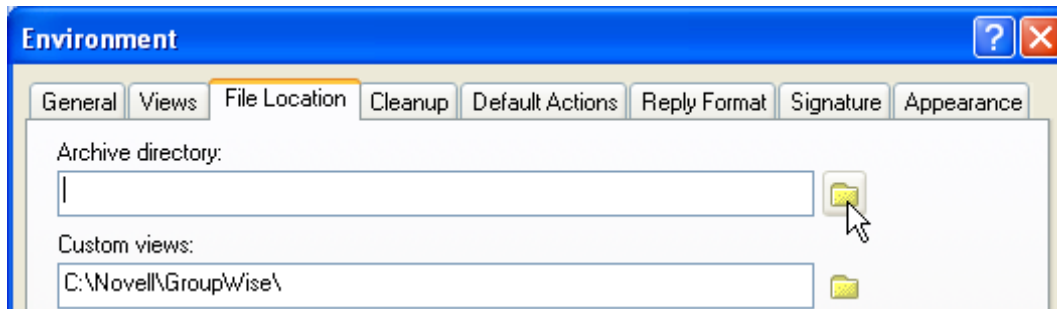 Environment
General Views File Location Cleanup Default Actions Reply Format Signature Appearance
Archive directory:
Custom views:
C:\Novell\GroupWise\